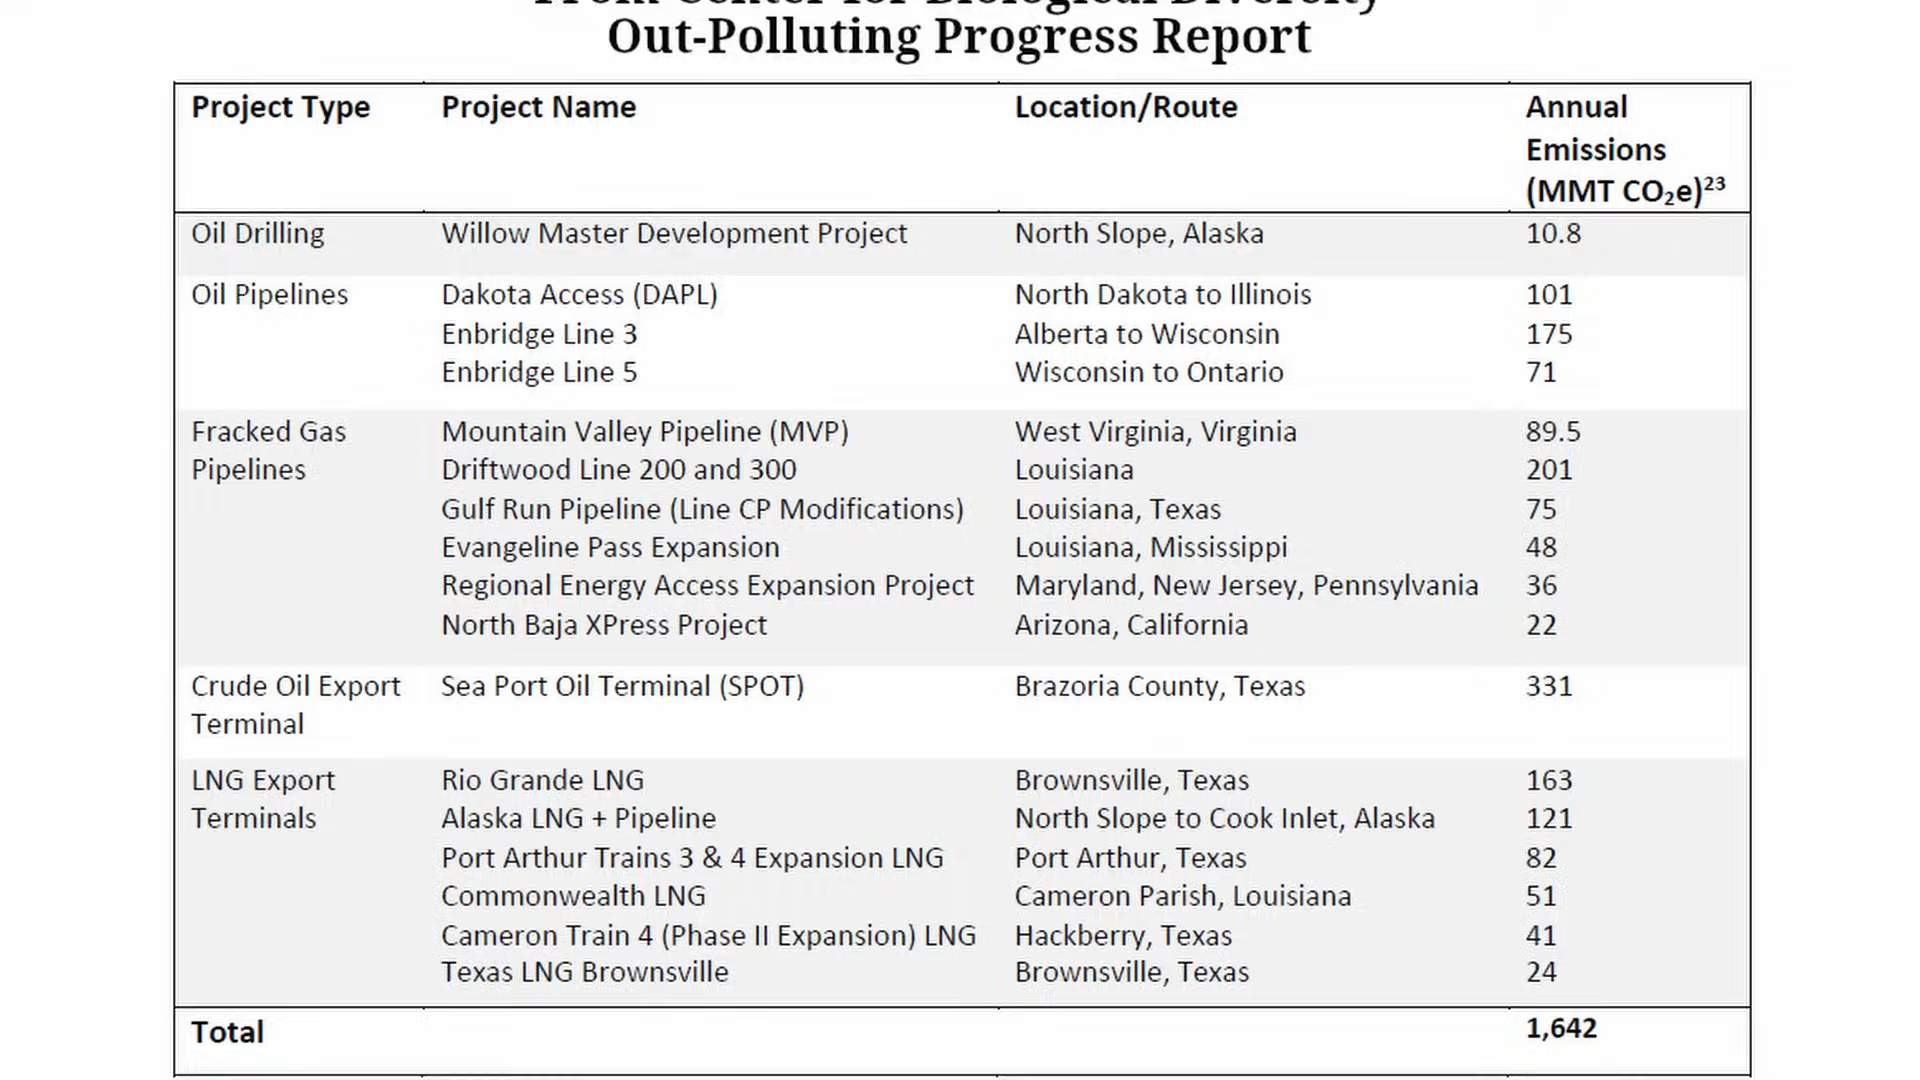 From Center for Biological Diversity
Out-Polluting Progress Report
Project Type Project Name Location/Route Annual
Emissions
(MMT CO₂e)²³
Oil Drilling Willow Master Development Project North Slope, Alaska 10.8
Oil Pipelines Dakota Access (DAPL) North Dakota to Illinois 101
Enbridge Line 3 Alberta to Wisconsin 175
Enbridge Line 5 Wisconsin to Ontario 71
Fracked Gas Mountain Valley Pipeline (MVP) West Virginia, Virginia 89.5
Pipelines Driftwood Line 200 and 300 Louisiana 201
Gulf Run Pipeline (Line CP Modifications) Louisiana, Texas 75
Evangeline Pass Expansion Louisiana, Mississippi 48
Regional Energy Access Expansion Project Maryland, New Jersey, Pennsylvania 36
North Baja XPress Project Arizona, California 22
Crude Oil Export Sea Port Oil Terminal (SPOT) Brazoria County, Texas 331
Terminal
LNG Export Rio Grande LNG Brownsville, Texas 163
Terminals Alaska LNG + Pipeline North Slope to Cook Inlet, Alaska 121
Port Arthur Trains 3 & 4 Expansion LNG Port Arthur, Texas 82
Commonwealth LNG Cameron Parish, Louisiana 51
Cameron Train 4 (Phase II Expansion) LNG Hackberry, Texas 41
Texas LNG Brownsville Brownsville, Texas 24
Total 1,642